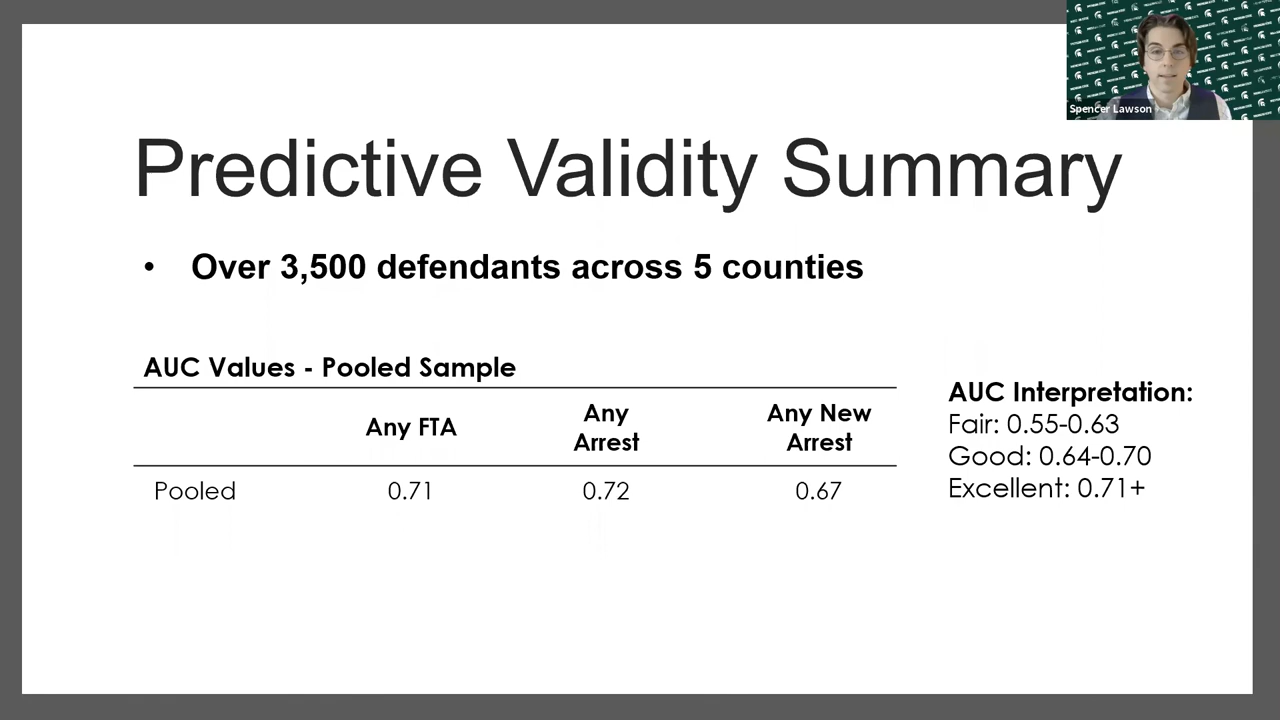 Spencer Lawson
Predictive Validity Summary
• Over 3,500 defendants across 5 counties
AUC Values - Pooled Sample
Any FTA
Any
Arrest
Any New
Arrest
Pooled 0.71 0.72 0.67
AUC Interpretation:
Fair: 0.55-0.63
Good: 0.64-0.70
Excellent: 0.71+